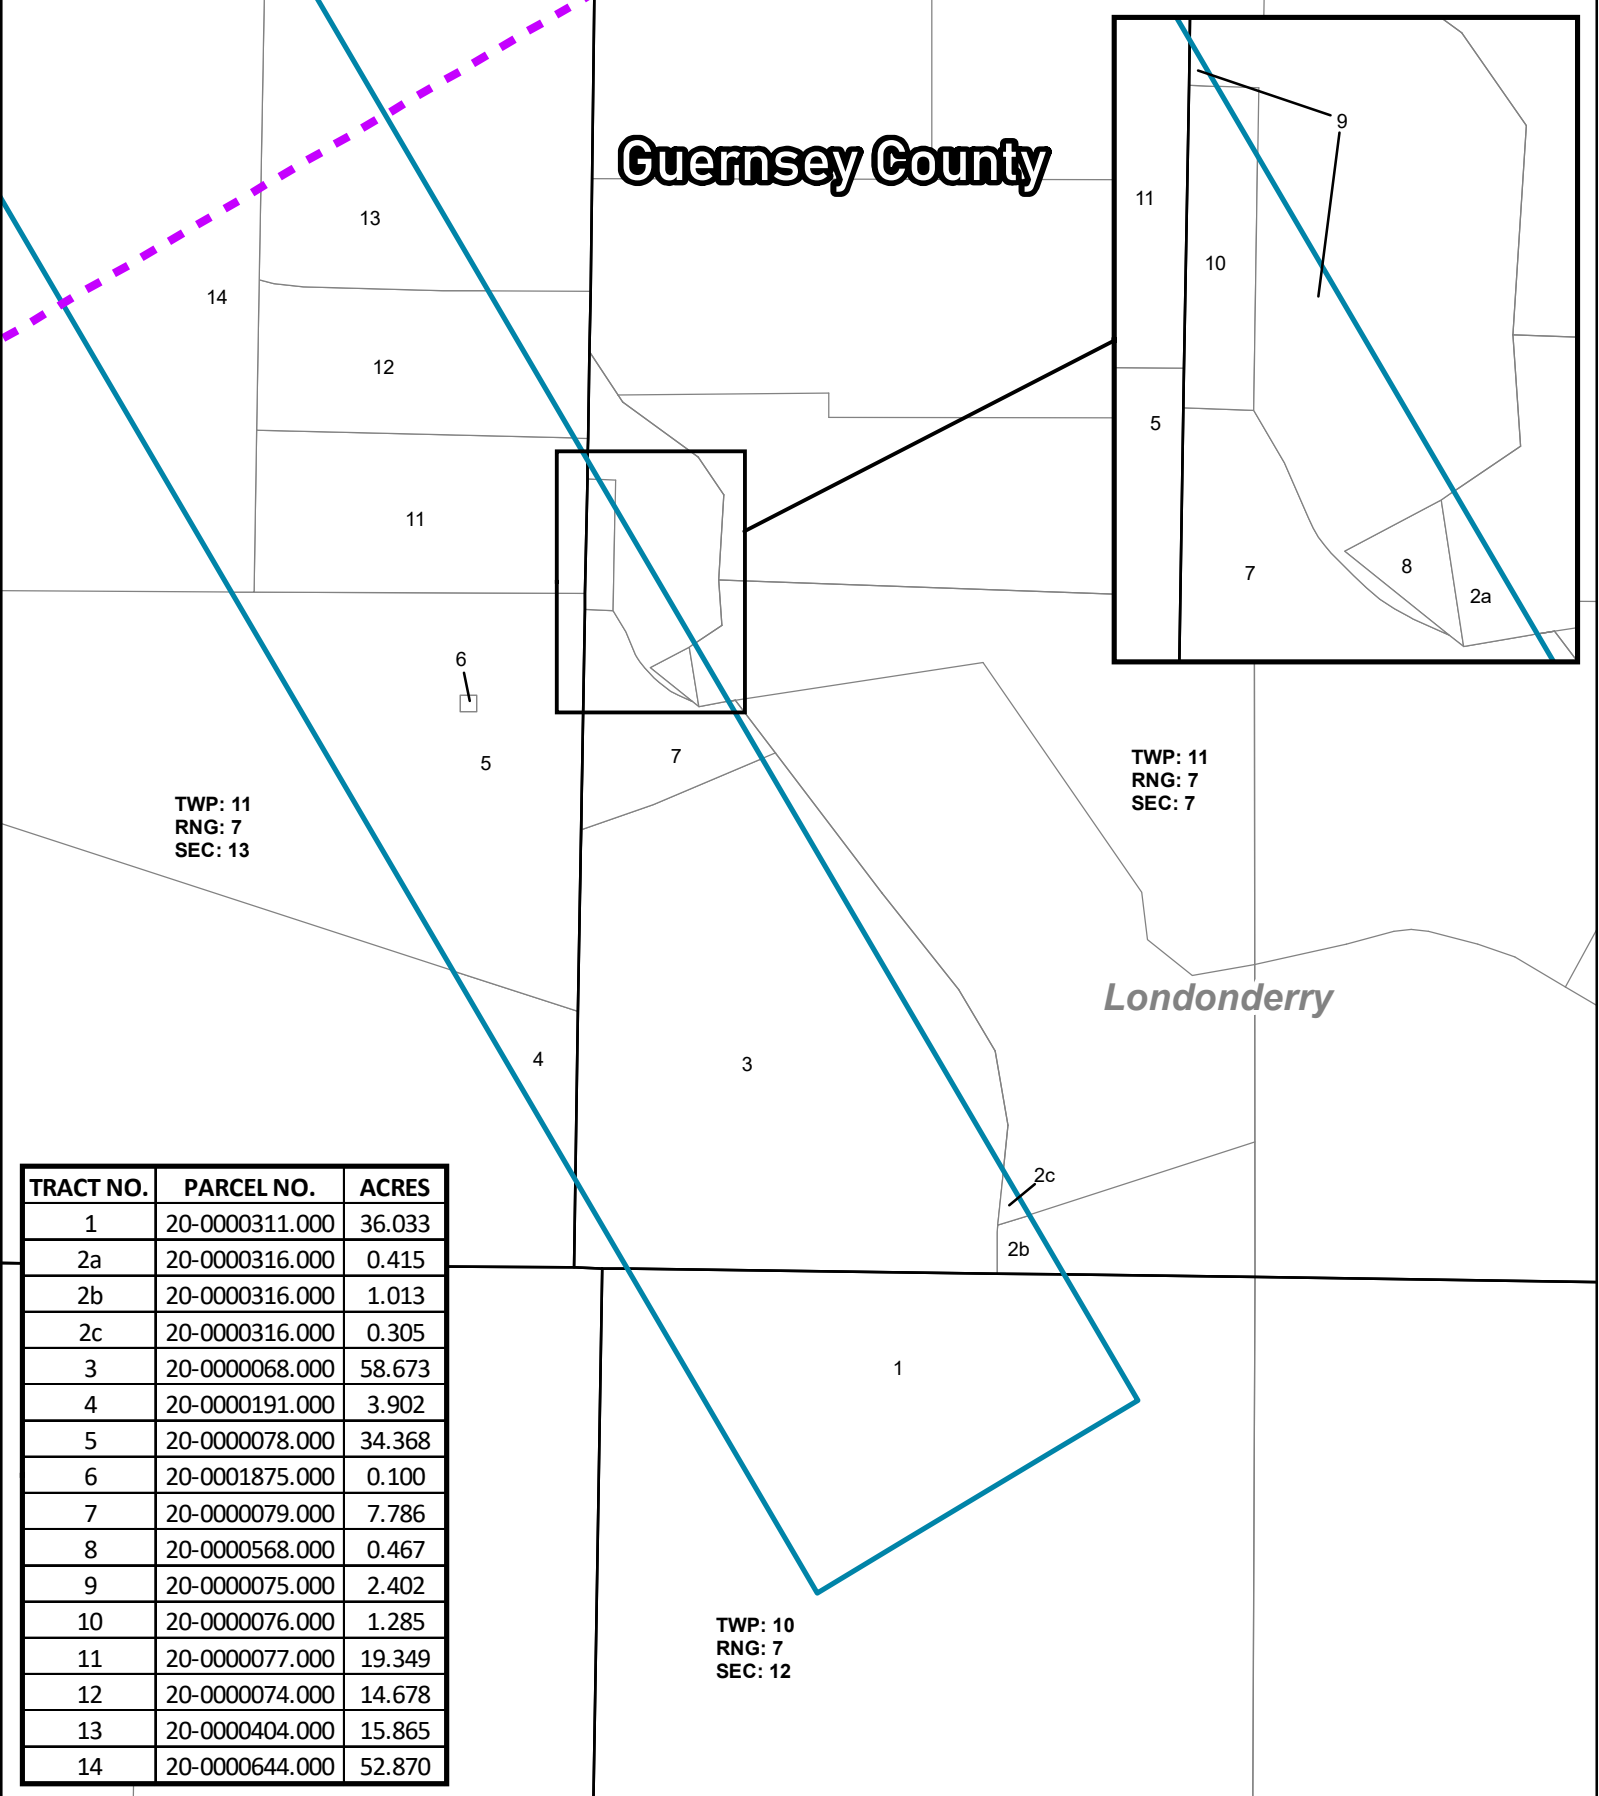 Guernsey County
9
11
13
10
14
12
5
11
8
7
2a
6
7
5
TWP: 11
RNG: 7
SEC: 7
TWP: 11
RNG: 7
SEC: 13
Londonderry
4
3
2c
2b
1
TRACT NO. PARCEL NO. ACRES
1 20-0000311.000 36.033
2a 20-0000316.000 0.415
2b 20-0000316.000 1.013
2c 20-0000316.000 0.305
3 20-0000068.000 58.673
4 20-0000191.000 3.902
5 20-0000078.000 34.368
6 20-0001875.000 0.100
7 20-0000079.000 7.786
8 20-0000568.000 0.467
9 20-0000075.000 2.402
10 20-0000076.000 1.285
11 20-0000077.000 19.349
12 20-0000074.000 14.678
13 20-0000404.000 15.865
14 20-0000644.000 52.870
TWP: 10
RNG: 7
SEC: 12